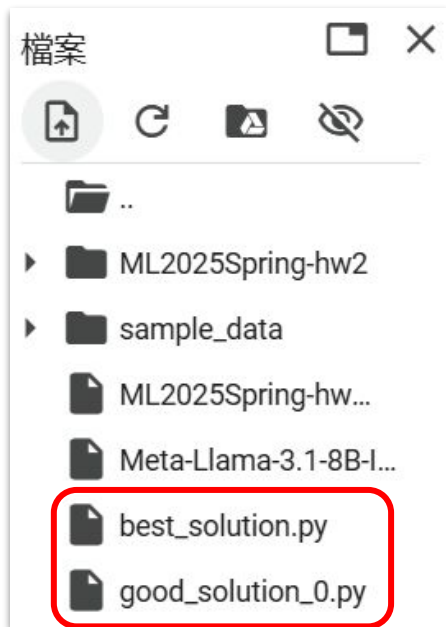 檔案
..
ML2025Spring-hw2
sample_data
ML2025Spring-hw...
Meta-Llama-3.1-8B-I...
best_solution.py
good_solution_0.py